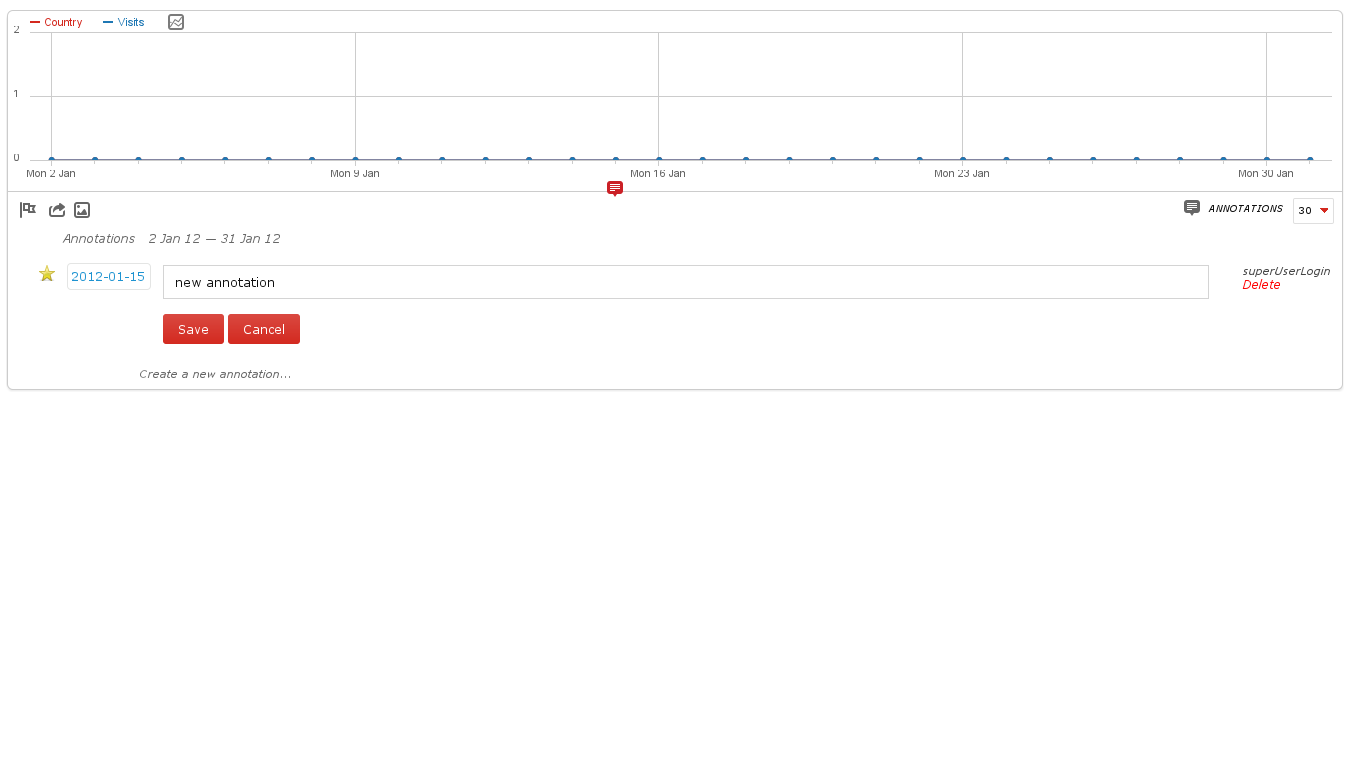 Country Visits
2
1
0
Mon 2 Jan Mon 9 Jan Mon 16 Jan Mon 23 Jan Mon 30 Jan
ANNOTATIONS 30
Annotations 2 Jan 12 — 31 Jan 12
2012-01-15 new annotation superUserLogin
Delete
Save Cancel
Create a new annotation...